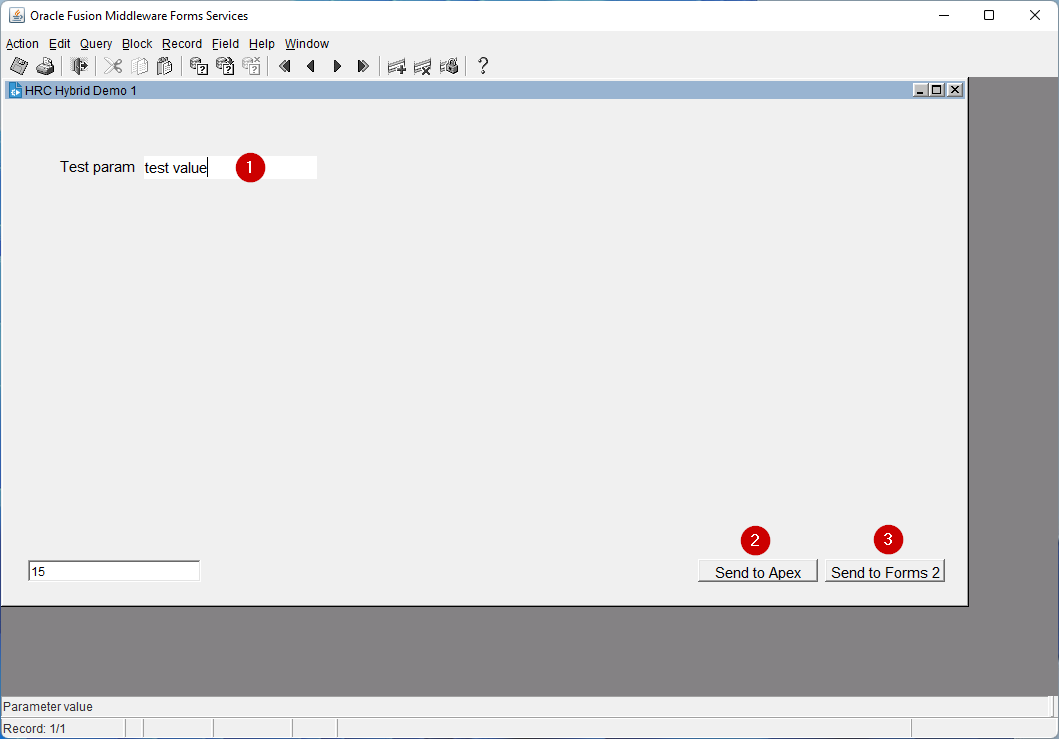 Oracle Fusion Middleware Forms Services
Action Edit Query Block Record Field Help Window
?
HRC Hybrid Demo 1
Test param test value 1
2 3
15 Send to Apex Send to Forms 2
Parameter value
Record: 1/1